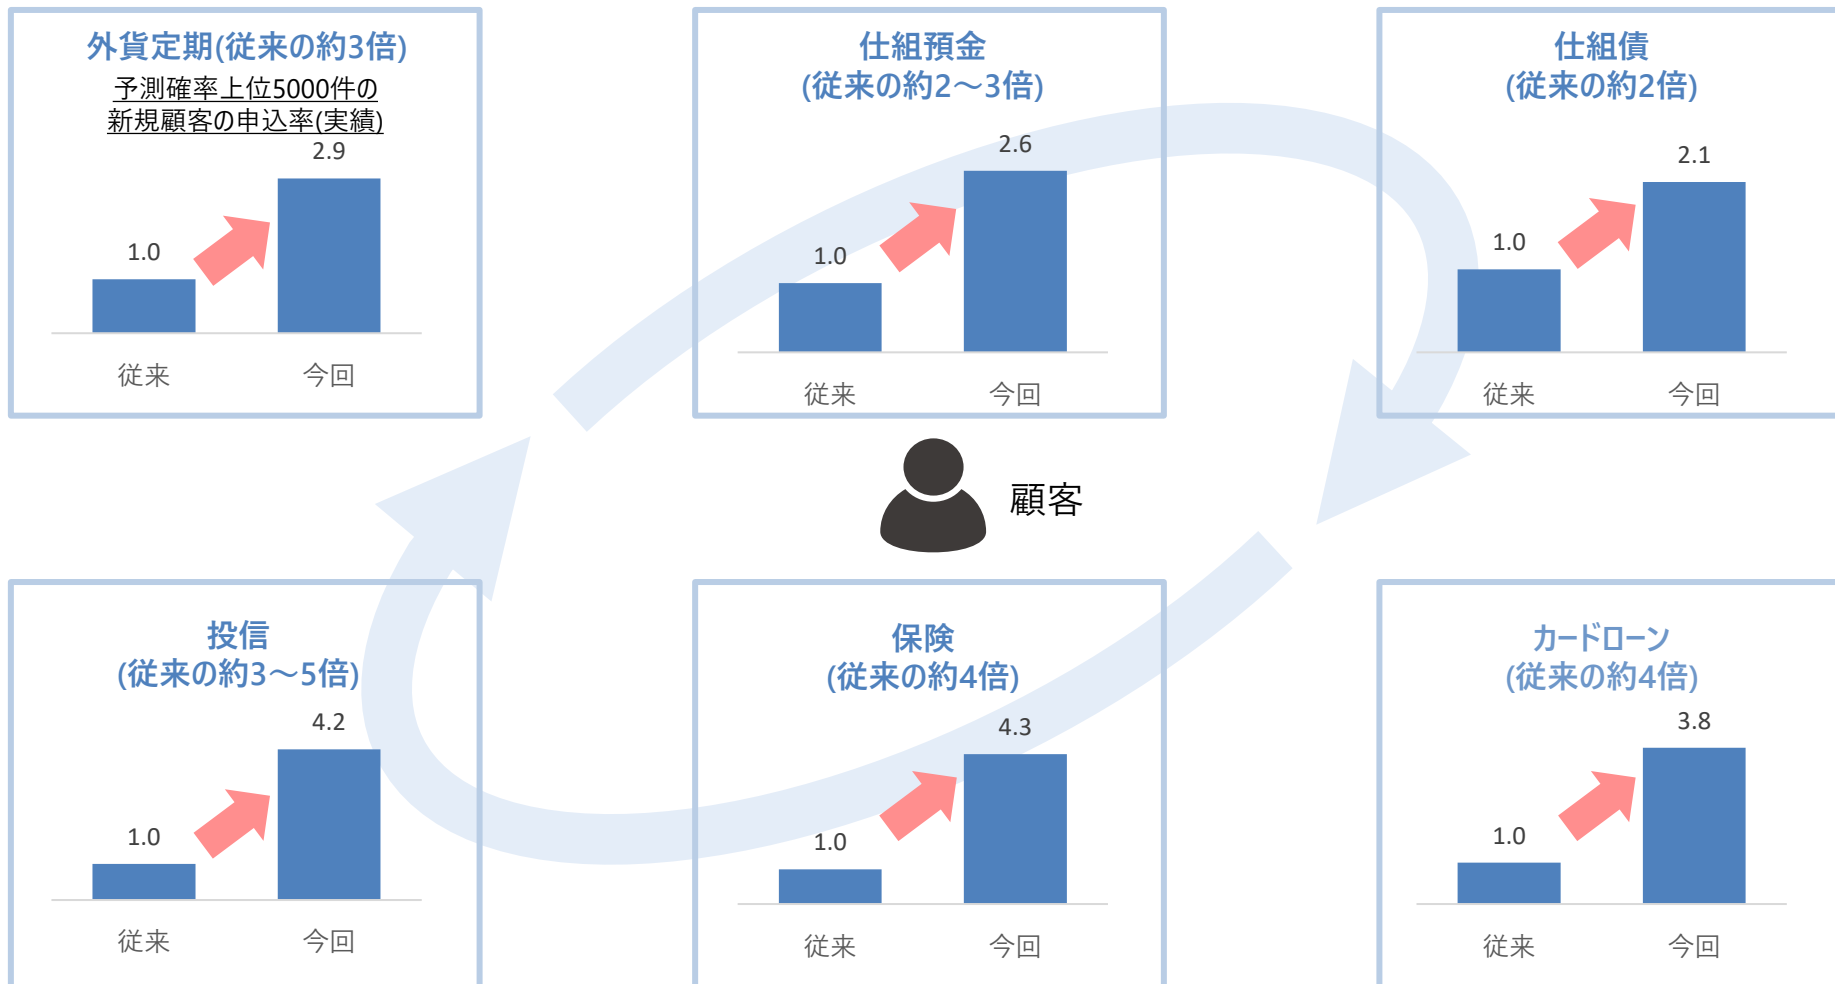 外貨定期(従来の約3倍)
予測確率上位5000件の
新規顧客の申込率(実績)
2.9
1.0
従来
今回
仕組預金
(従来の約2～3倍)
2.6
1.0
従来
今回
仕組債
(従来の約2倍)
2.1
1.0
従来
今回
顧客
投信
(従来の約3～5倍)
4.2
1.0
従来
今回
保険
(従来の約4倍)
4.3
1.0
従来
今回
カードローン
(従来の約4倍)
3.8
1.0
従来
今回